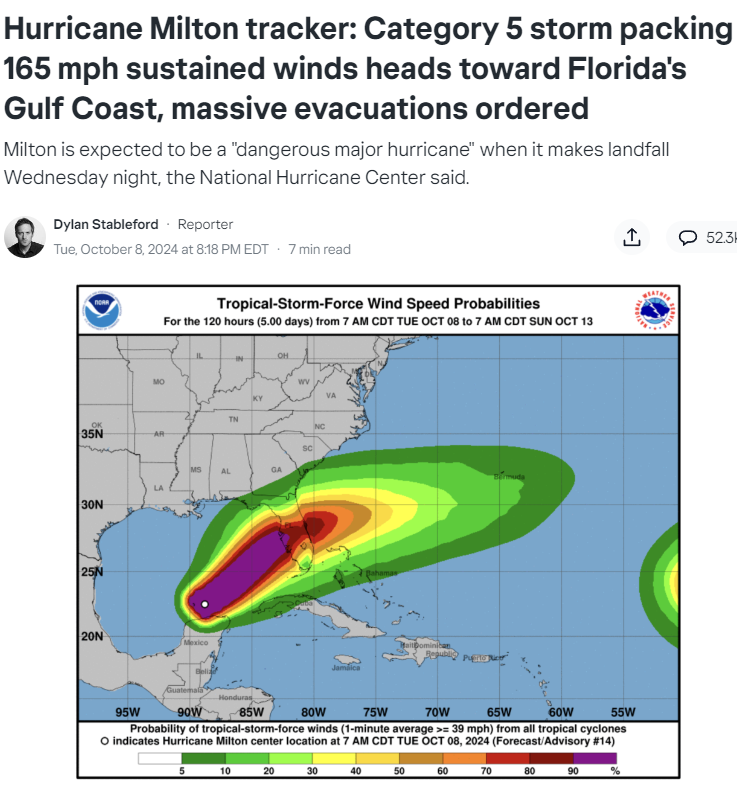 Hurricane Milton tracker: Category 5 storm packing
165 mph sustained winds heads toward Florida's
Gulf Coast, massive evacuations ordered
Milton is expected to be a "dangerous major hurricane" when it makes landfall
Wednesday night, the National Hurricane Center said.
Dylan Stableford · Reporter
Tue, October 8, 2024 at 8:18 PM EDT · 7 min read
52.3k
NOAA
Tropical-Storm-Force Wind Speed Probabilities
For the 120 hours (5.00 days) from 7 AM CDT TUE OCT 08 to 7 AM CDT SUN OCT 13
NATIONAL WEATHER SERVICE
IL IN OH
MO WV
KY VA
OK TN NC
35N AR
SC
MS AL GA
LA
Bermuda
30N
25N
Bahamas
Cuba
20N
Mexico
Dominican
Republic
Puerto Rico
Jamaica
Belize
Guatemala
Honduras
95W 90W 85W 80W 75W 70W 65W 60W 55W
Probability of tropical-storm-force winds (1-minute average >= 39 mph) from all tropical cyclones
O indicates Hurricane Milton center location at 7 AM CDT TUE OCT 08, 2024 (Forecast/Advisory #14)
5 10 20 30 40 50 60 70 80 90 %